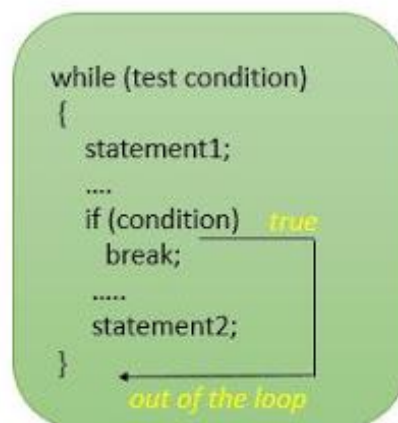 while (test condition)
{
statement1;
....
if (condition) true
break;
.....
statement2;
}
out of the loop